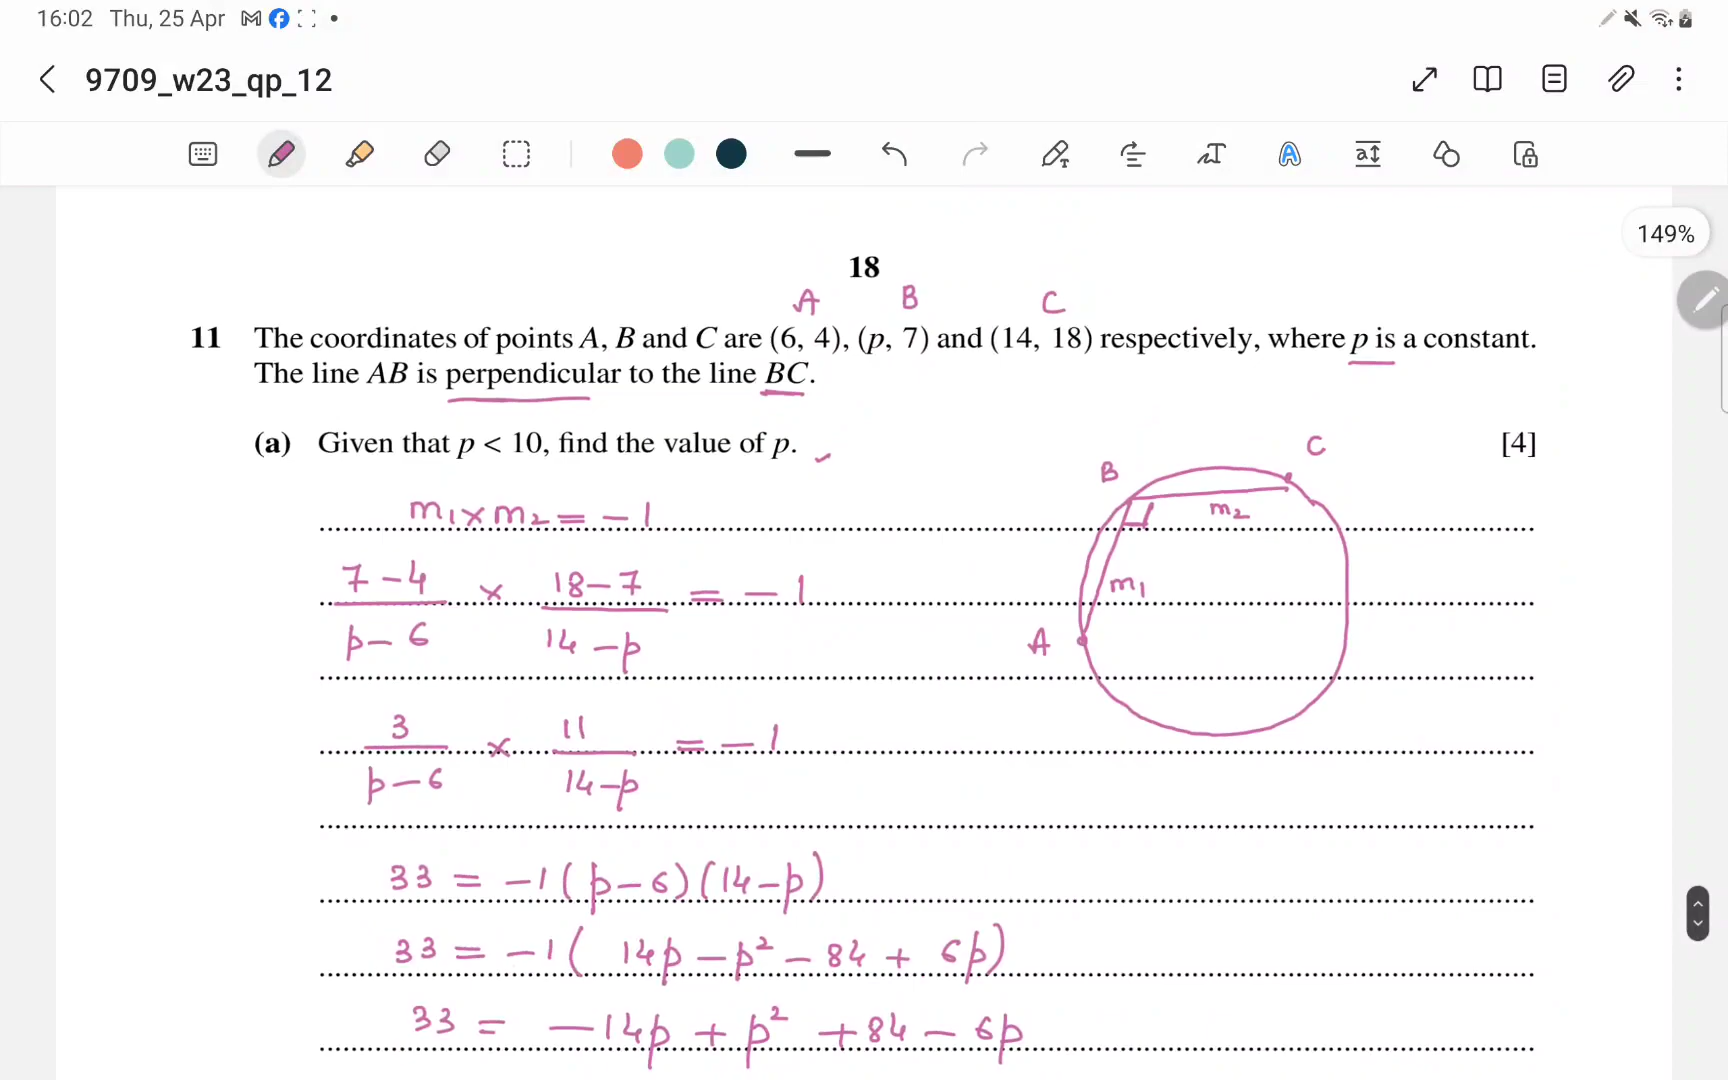 16:02 Thu, 25 Apr
9709_w23_qp_12
149%
18
A B C
11 The coordinates of points A, B and C are (6, 4), (p, 7) and (14, 18) respectively, where p is a constant.
The line AB is perpendicular to the line BC.
(a) Given that p < 10, find the value of p. [4]
B C
m₁ × m₂ = −1
m₂
7 − 4 / p − 6 × 18 − 7 / 14 − p = −1
m₁
A
3 / p − 6 × 11 / 14 − p = −1
33 = −1(p − 6)(14 − p)
33 = −1( 14p − p² − 84 + 6p)
33 = −14p + p² + 84 − 6p